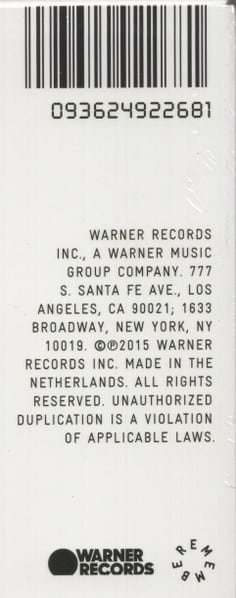 093624922681
WARNER RECORDS
INC., A WARNER MUSIC
GROUP COMPANY. 777
S. SANTA FE AVE., LOS
ANGELES, CA 90021; 1633
BROADWAY, NEW YORK, NY
10019. ©℗2015 WARNER
RECORDS INC. MADE IN THE
NETHERLANDS. ALL RIGHTS
RESERVED. UNAUTHORIZED
DUPLICATION IS A VIOLATION
OF APPLICABLE LAWS.
WARNER
RECORDS
REMEMBER